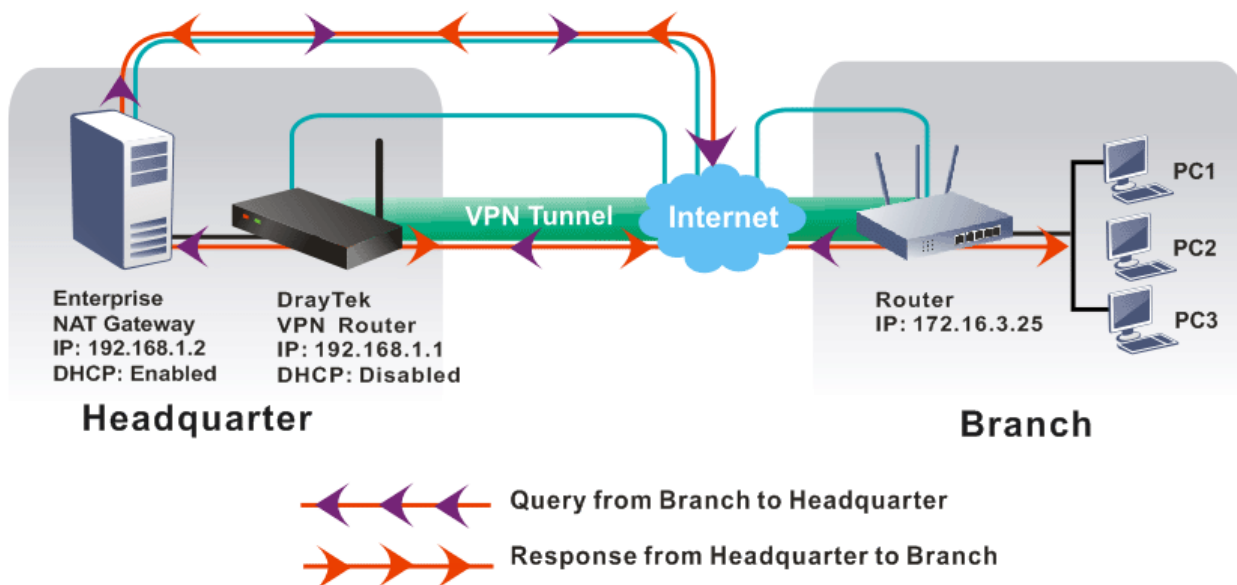 VPN Tunnel
Internet
PC1
PC2
PC3
Enterprise
NAT Gateway
IP: 192.168.1.2
DHCP: Enabled
DrayTek
VPN Router
IP: 192.168.1.1
DHCP: Disabled
Router
IP: 172.16.3.25
Headquarter
Branch
Query from Branch to Headquarter
Response from Headquarter to Branch